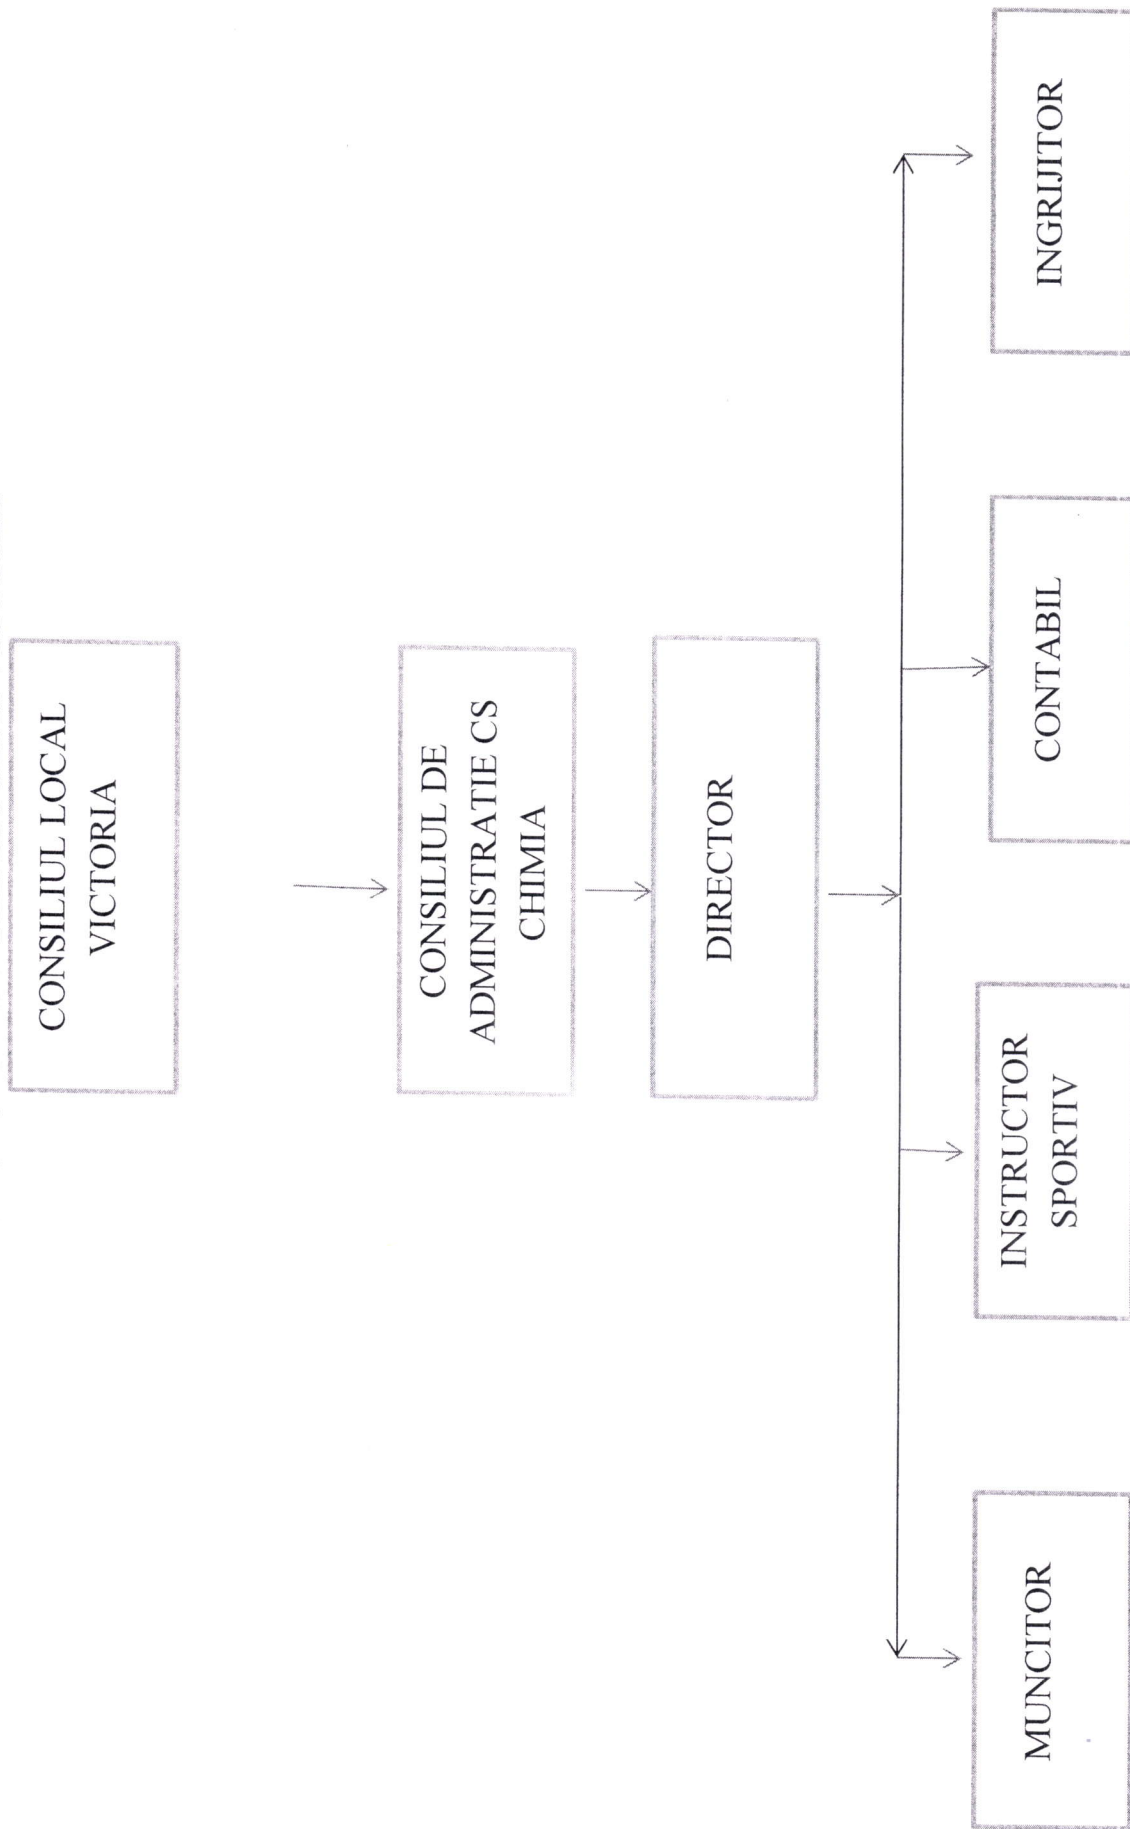 CONSILIUL LOCAL
VICTORIA
CONSILIUL DE
ADMINISTRATIE CS
CHIMIA
DIRECTOR
MUNCITOR
INSTRUCTOR
SPORTIV
CONTABIL
INGRIJITOR